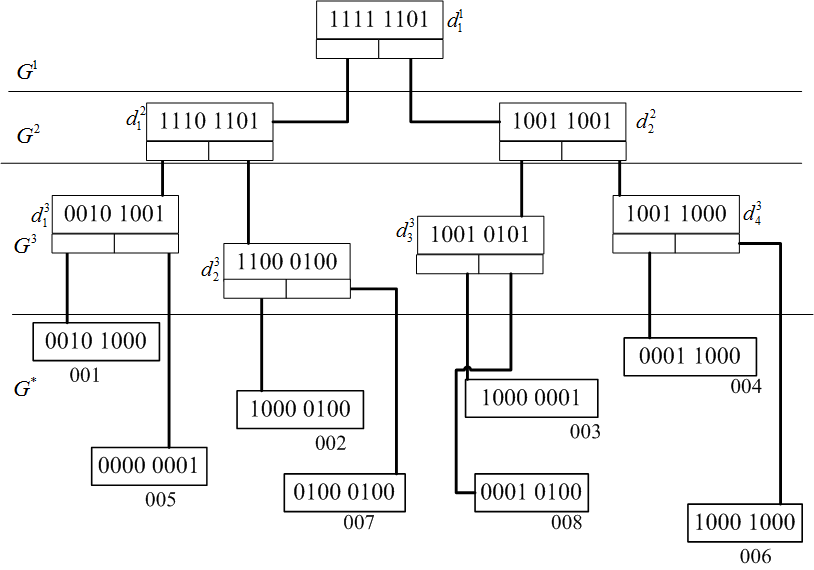 1111 1101 d₁¹
G¹
d₁² 1110 1101 1001 1001 d₂²
G²
d₁³ 0010 1001 1001 0101 d₃³ 1001 1000 d₄³
G³
d₂³ 1100 0100
0010 1000
001
0001 1000
004
G*
1000 0100
002
1000 0001
003
0000 0001
005
0100 0100
007
0001 0100
008
1000 1000
006